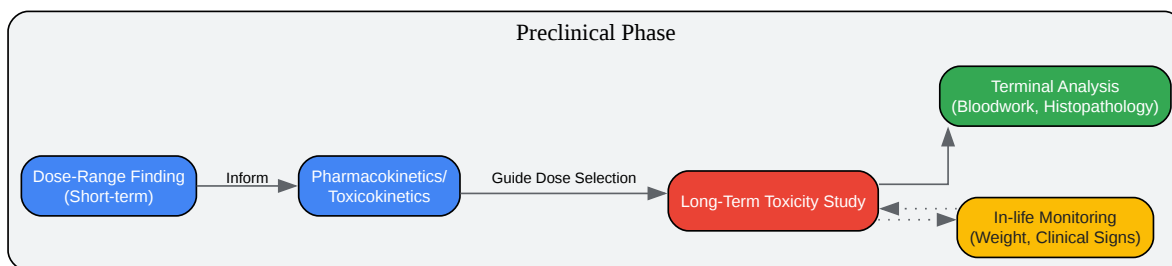 Preclinical Phase
Dose-Range Finding
(Short-term)
Inform
Pharmacokinetics/
Toxicokinetics
Guide Dose Selection
Long-Term Toxicity Study
Terminal Analysis
(Bloodwork, Histopathology)
In-life Monitoring
(Weight, Clinical Signs)